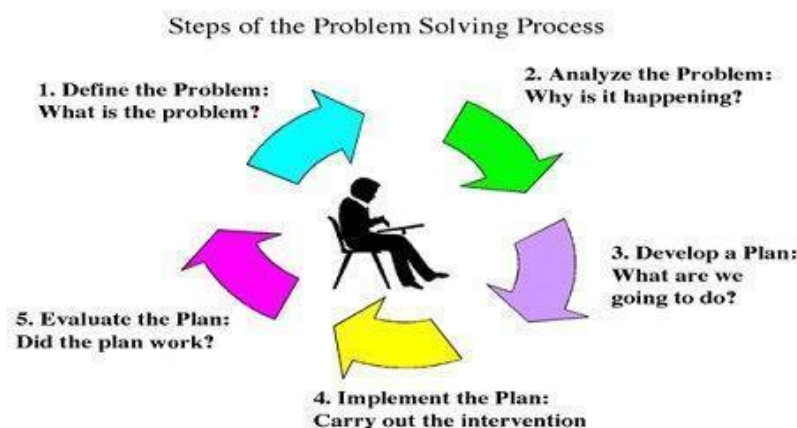 Steps of the Problem Solving Process
1. Define the Problem:
What is the problem?
2. Analyze the Problem:
Why is it happening?
3. Develop a Plan:
What are we
going to do?
4. Implement the Plan:
Carry out the intervention
5. Evaluate the Plan:
Did the plan work?